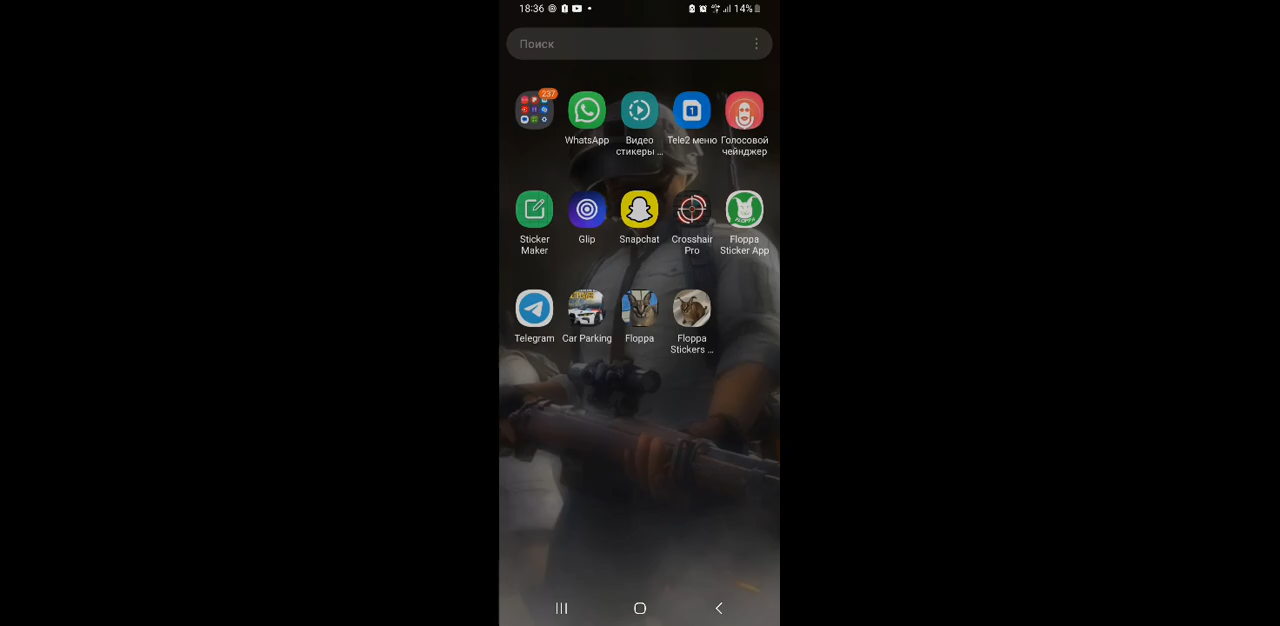 18:36
14%
Поиск
237
WhatsApp
Видео стикеры ...
Tele2 меню
Голосовой чейнджер
Sticker Maker
Glip
Snapchat
Crosshair Pro
Floppa Sticker App
Telegram
Car Parking
Floppa
Floppa Stickers ...